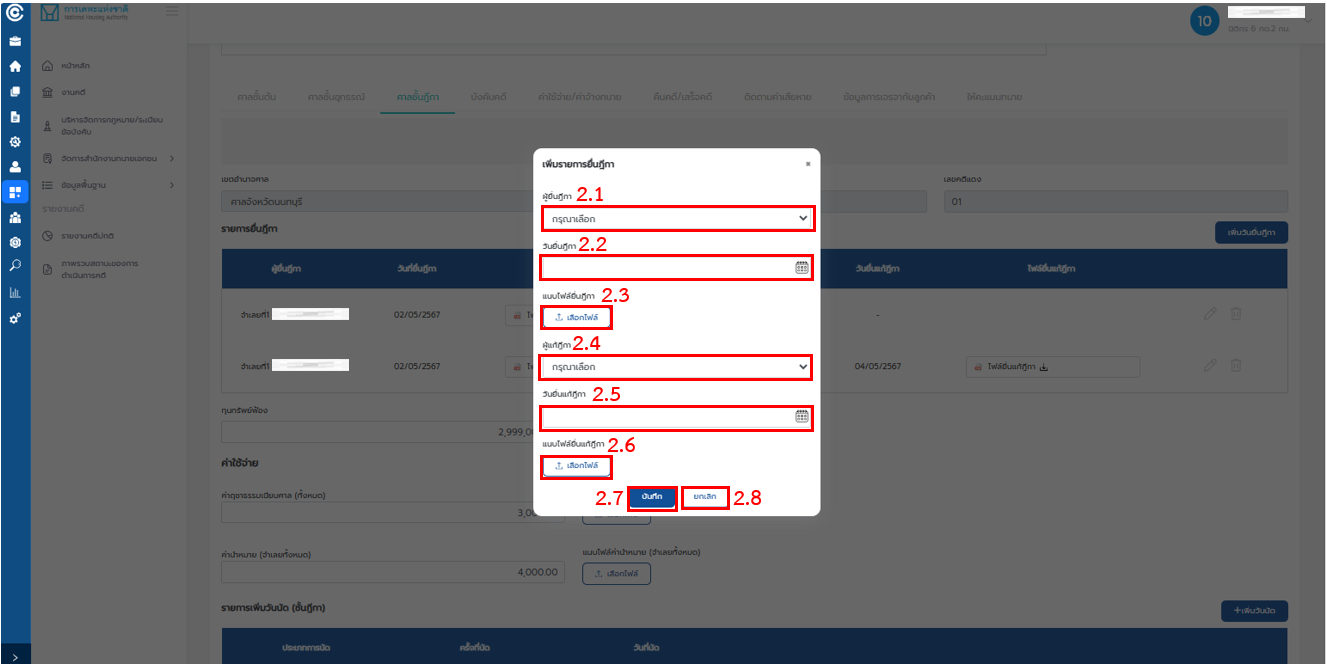 การเคหะแห่งชาติ
National Housing Authority
10
นิติกร 6 กด.2 กม.
หน้าหลัก
งานคดี
บริหารจัดการกฎหมาย/ระเบียบ
ข้อบังคับ
จัดการสำนักงานทนายเอกชน
ข้อมูลพื้นฐาน
รายงานคดี
รายงานคดีปกติ
ภาพรวมสถานะของการ
ดำเนินการคดี
ศาลชั้นต้น ศาลชั้นอุทธรณ์ ศาลชั้นฎีกา บังคับคดี ค่าใช้จ่าย/ค่าจ้างทนาย คืนคดี/เสร็จคดี ติดตามค่าเสียหาย ข้อมูลการเจรจากับลูกค้า ให้คะแนนทนาย
เขตอำนาจศาล
เลขคดีแดง
ศาลจังหวัดนนทบุรี
01
รายการยื่นฎีกา
เพิ่มวันยื่นฎีกา
ผู้ยื่นฎีกา วันที่ยื่นฎีกา วันยื่นแก้ฎีกา ไฟล์ยื่นแก้ฎีกา
จำเลยที่1 02/05/2567 -
จำเลยที่1 02/05/2567 04/05/2567 ไฟล์ยื่นแก้ฎีกา
ทุนทรัพย์ฟ้อง
ค่าใช้จ่าย
ค่าฤชาธรรมเนียมศาล (ทั้งหมด)
ค่านำหมาย (จำเลยทั้งหมด)
แนบไฟล์ค่านำหมาย (จำเลยทั้งหมด)
4,000.00
เลือกไฟล์
รายการเพิ่มวันนัด (ชั้นฎีกา)
+เพิ่มวันนัด
ประเภทการนัด ครั้งที่นัด วันที่นัด
เพิ่มรายการยื่นฎีกา ×
ผู้ยื่นฎีกา 2.1
กรุณาเลือก
วันยื่นฎีกา 2.2
แนบไฟล์ยื่นฎีกา 2.3
เลือกไฟล์
ผู้แก้ฎีกา 2.4
กรุณาเลือก
วันยื่นแก้ฎีกา 2.5
แนบไฟล์ยื่นแก้ฎีกา 2.6
เลือกไฟล์
2.7 บันทึก ยกเลิก 2.8